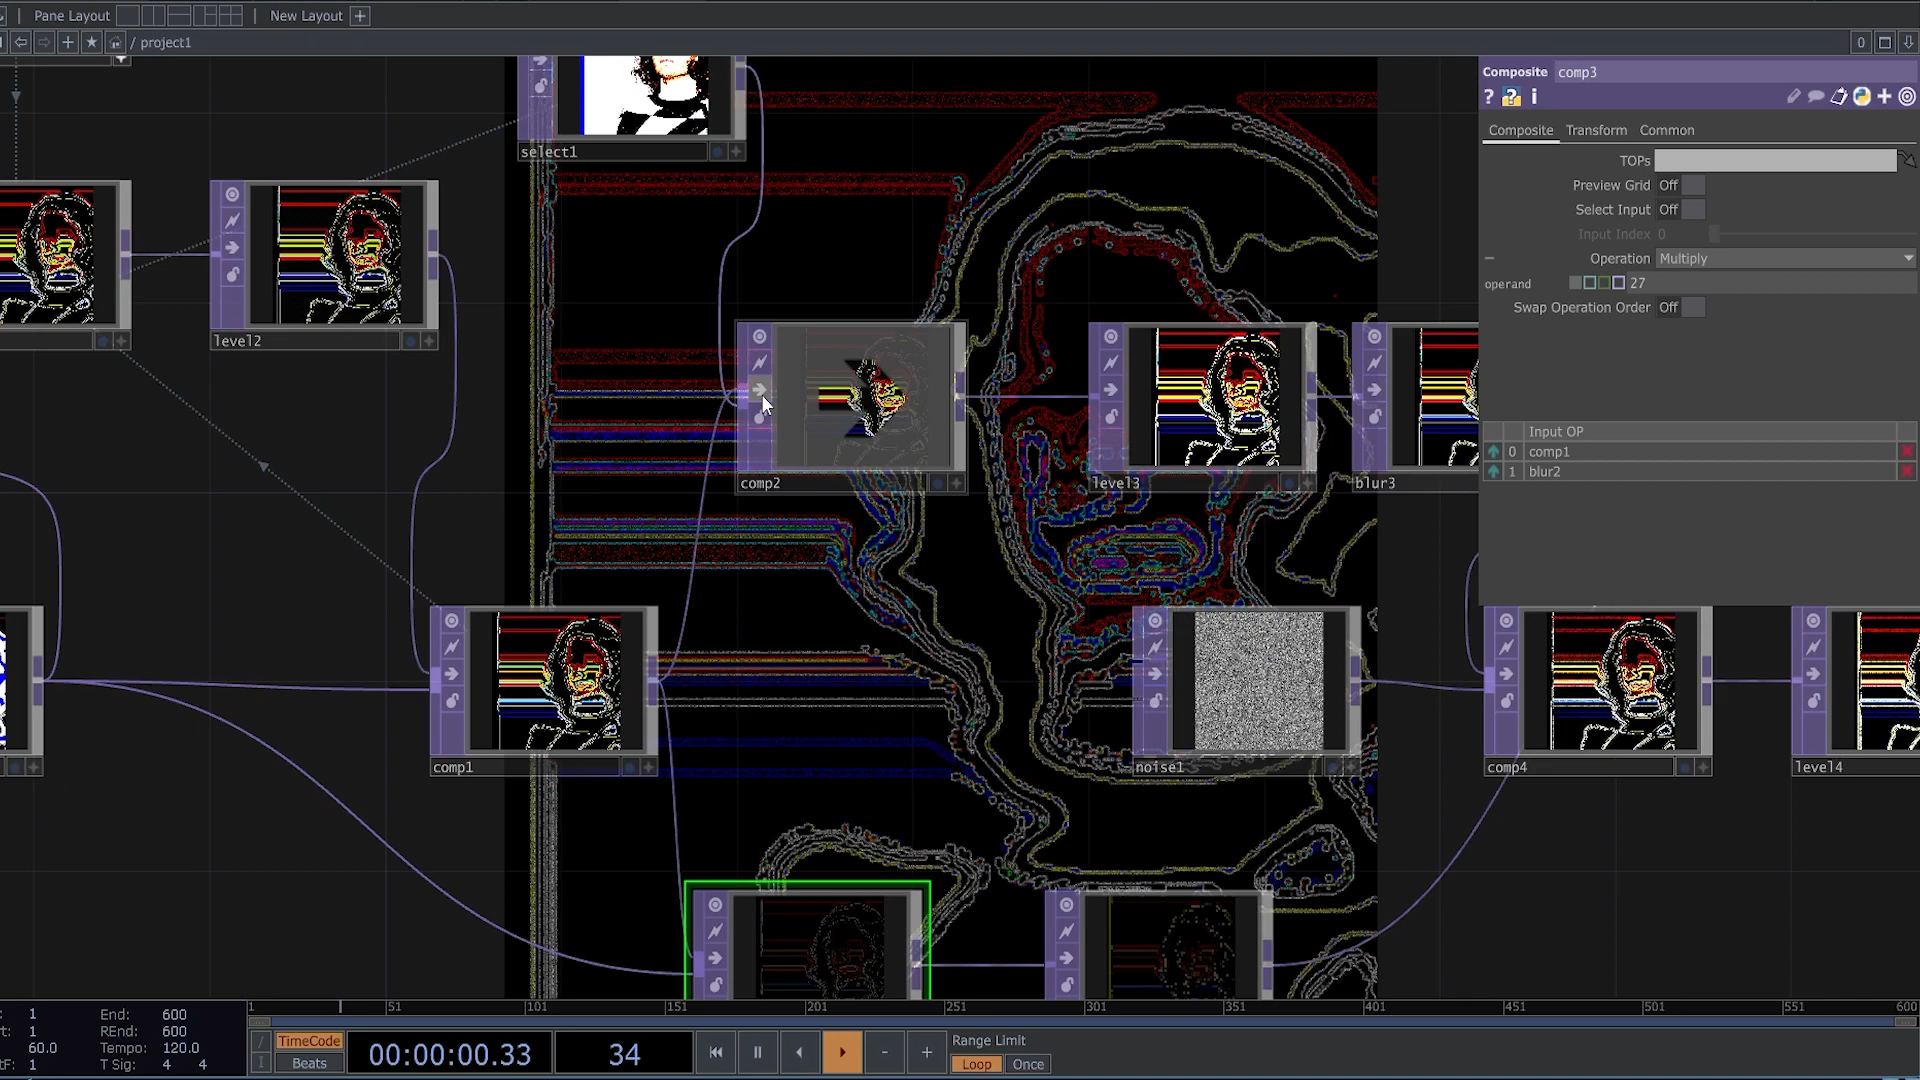 Pane Layout New Layout
/ project1
0
Composite comp3
? ? i
Composite Transform Common
TOPs
Preview Grid Off
Select Input Off
Input Index 0
Operation Multiply
operand 27
Swap Operation Order Off
Input OP
0 comp1
1 blur2
select1
level2
comp2
level3
blur3
comp1
noise1
comp4
level4
1 51 101 151 201 251 301 351 401 451 501 551 600
1 End: 600
1 REnd: 600
60.0 Tempo: 120.0
1 T Sig: 4 4
TimeCode
Beats
00:00:00.33
34
Range Limit
Loop Once